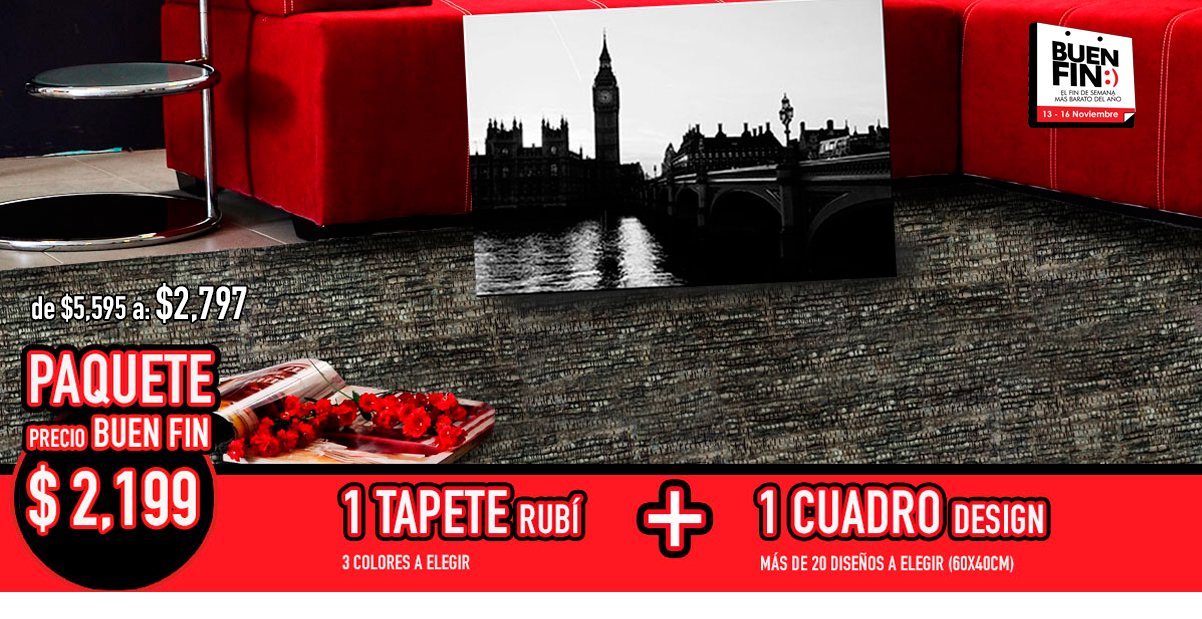 BUEN
FIN:)
EL FIN DE SEMANA
MÁS BARATO DEL AÑO
13 - 16 Noviembre
de $5,595 a: $2,797
PAQUETE
PRECIO BUEN FIN
$ 2,199
1 TAPETE RUBÍ
3 COLORES A ELEGIR
+
1 CUADRO DESIGN
MÁS DE 20 DISEÑOS A ELEGIR (60X40CM)